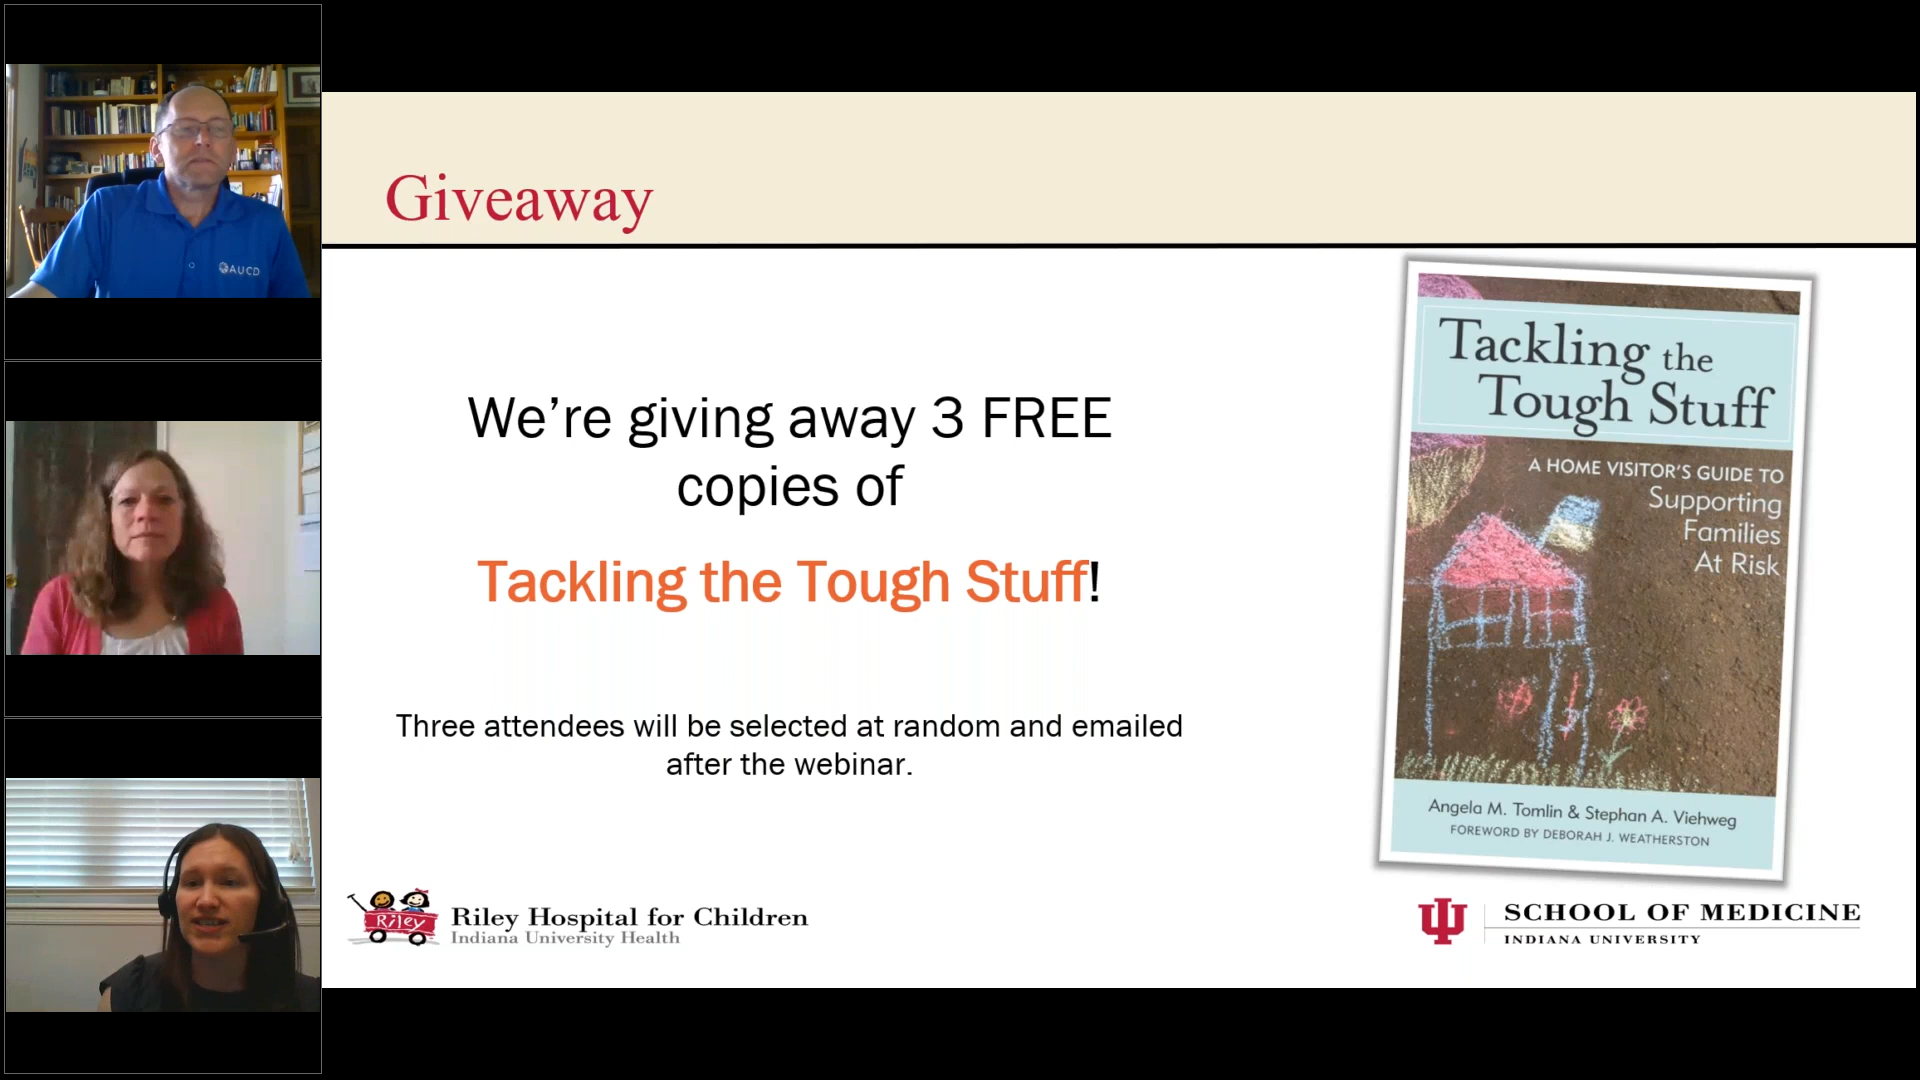 AUCD
Giveaway
We're giving away 3 FREE
copies of
Tackling the Tough Stuff!
Three attendees will be selected at random and emailed
after the webinar.
Tackling the
Tough Stuff
A HOME VISITOR'S GUIDE TO
Supporting
Families
At Risk
Angela M. Tomlin & Stephan A. Viehweg
FOREWORD BY DEBORAH J. WEATHERSTON
Riley
Riley Hospital for Children
Indiana University Health
SCHOOL OF MEDICINE
INDIANA UNIVERSITY